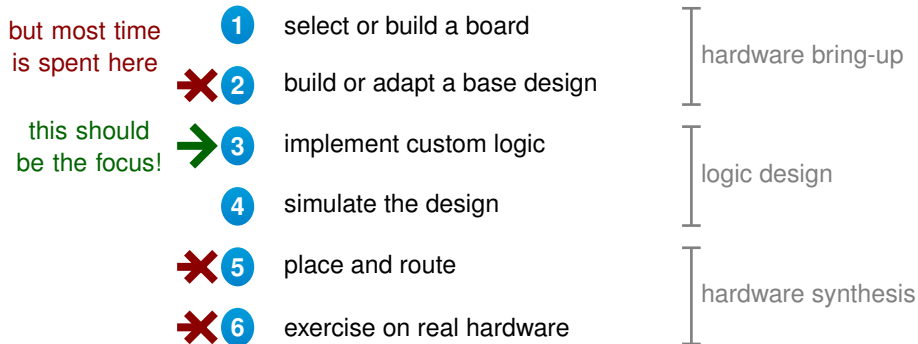 but most time
is spent here
this should
be the focus!
1 select or build a board
2 build or adapt a base design
3 implement custom logic
4 simulate the design
5 place and route
6 exercise on real hardware
hardware bring-up
logic design
hardware synthesis